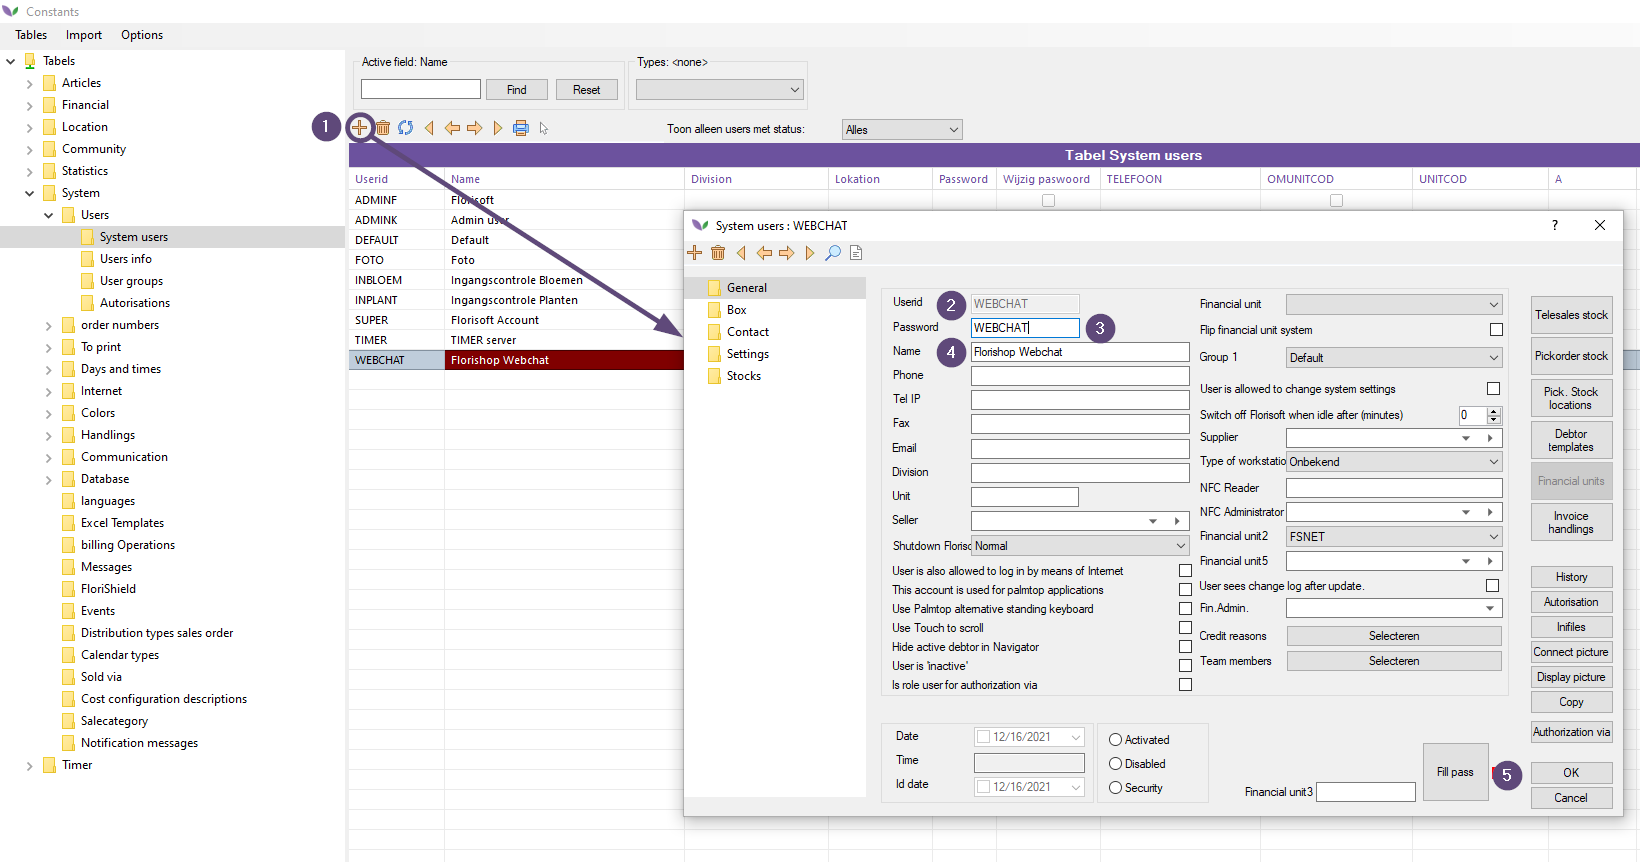 Constants
Tables Import Options
Tabels
Articles
Financial
Location
Community
Statistics
System
Users
System users
Users info
User groups
Autorisations
order numbers
To print
Days and times
Internet
Colors
Handlings
Communication
Database
languages
Excel Templates
billing Operations
Messages
FloriShield
Events
Distribution types sales order
Calendar types
Sold via
Cost configuration descriptions
Salecategory
Notification messages
Timer
Active field: Name
Find Reset
Types: <none>
1
Toon alleen users met status: Alles
Tabel System users
Userid Name Division Lokation Password Wijzig paswoord TELEFOON OMUNITCOD UNITCOD A
ADMINF Florisoft
ADMINK Admin user
DEFAULT Default
FOTO Foto
INBLOEM Ingangscontrole Bloemen
INPLANT Ingangscontrole Planten
SUPER Florisoft Account
TIMER TIMER server
WEBCHAT Florishop Webchat
System users : WEBCHAT ?
General
Box
Contact
Settings
Stocks
Userid 2 WEBCHAT
Password WEBCHAT 3
Name 4 Florishop Webchat
Phone
Tel IP
Fax
Email
Division
Unit
Seller
Shutdown Florisc Normal
User is also allowed to log in by means of Internet
This account is used for palmtop applications
Use Palmtop alternative standing keyboard
Use Touch to scroll
Hide active debtor in Navigator
User is 'inactive'
Is role user for authorization via
Financial unit
Flip financial unit system
Group 1 Default
User is allowed to change system settings
Switch off Florisoft when idle after (minutes) 0
Supplier
Type of workstatio Onbekend
NFC Reader
NFC Administrator
Financial unit2 FSNET
Financial unit5
User sees change log after update.
Fin.Admin.
Credit reasons Selecteren
Team members Selecteren
Telesales stock
Pickorder stock
Pick. Stock
locations
Debtor
templates
Financial units
Invoice
handlings
History
Autorisation
Inifiles
Connect picture
Display picture
Copy
Authorization via
OK
Cancel
Date 12/16/2021
Time
Id date 12/16/2021
Activated
Disabled
Security
Financial unit3
Fill pass
5